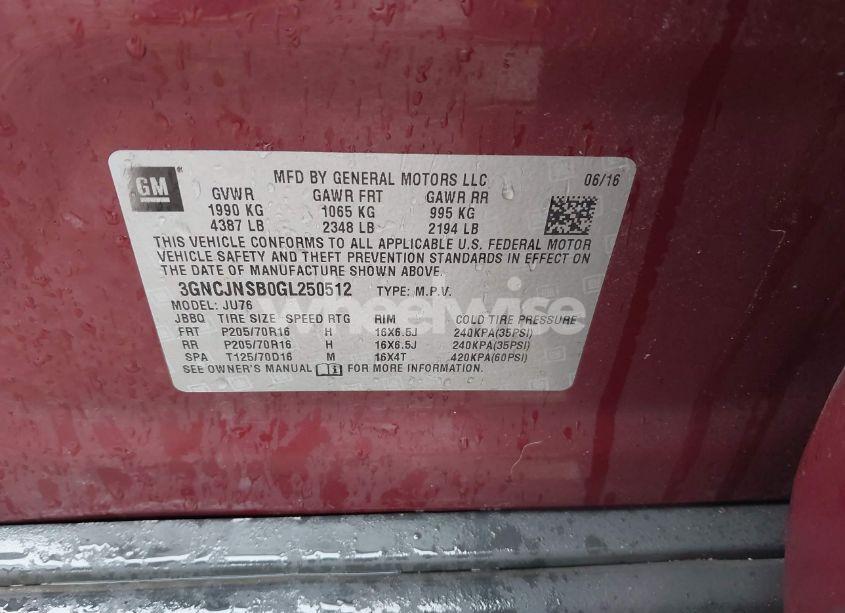 GM
MFD BY GENERAL MOTORS LLC 06/16
GVWR GAWR FRT GAWR RR
1990 KG 1065 KG 995 KG
4387 LB 2348 LB 2194 LB
THIS VEHICLE CONFORMS TO ALL APPLICABLE U.S. FEDERAL MOTOR
VEHICLE SAFETY AND THEFT PREVENTION STANDARDS IN EFFECT ON
THE DATE OF MANUFACTURE SHOWN ABOVE.
3GNCJNSB0GL250512 TYPE: M.P.V.
MODEL: JU76
JBBQ TIRE SIZE SPEED RTG RIM COLD TIRE PRESSURE
FRT P205/70R16 H 16X6.5J 240KPA(35PSI)
RR P205/70R16 H 16X6.5J 240KPA(35PSI)
SPA T125/70D16 M 16X4T 420KPA(60PSI)
SEE OWNER'S MANUAL FOR MORE INFORMATION.
wheelwise